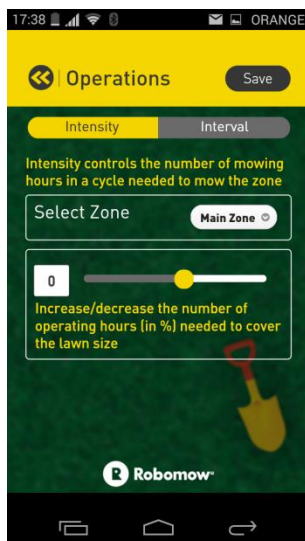 17:38
ORANGE
Operations
Save
Intensity
Interval
Intensity controls the number of mowing
hours in a cycle needed to mow the zone
Select Zone
Main Zone
0
Increase/decrease the number of
operating hours (in %) needed to cover
the lawn size
R Robomow